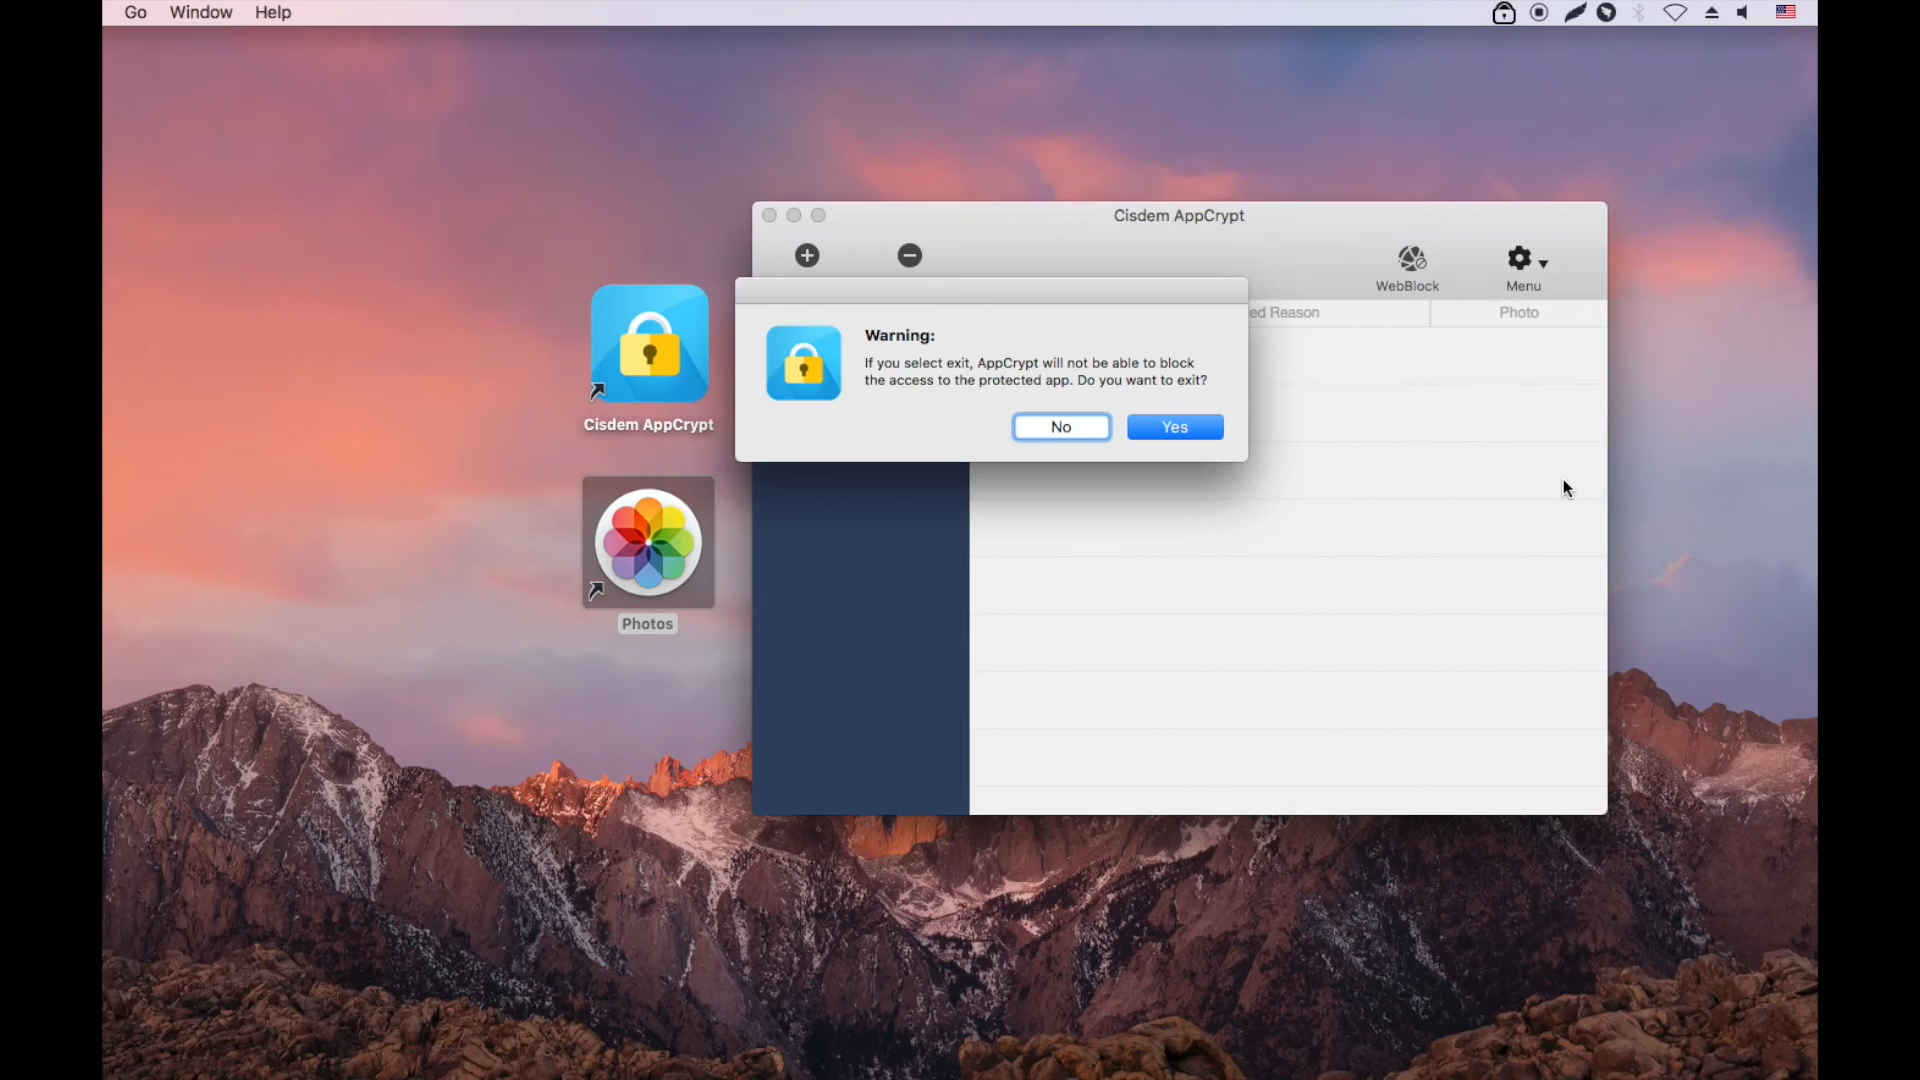 Go Window Help
Cisdem AppCrypt
WebBlock Menu
ed Reason Photo
Warning:
If you select exit, AppCrypt will not be able to block
the access to the protected app. Do you want to exit?
No Yes
Cisdem AppCrypt
Photos